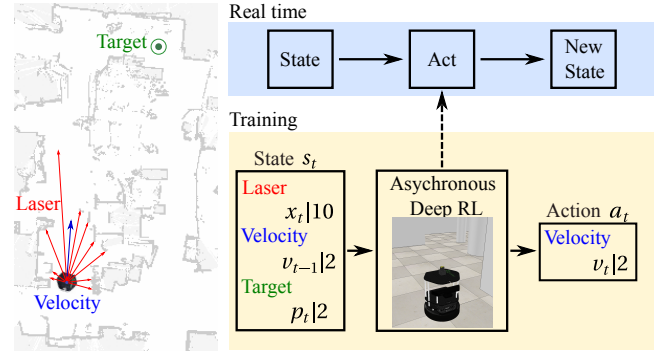 Target
Laser
Velocity
Real time
State
Act
New
State
Training
State s_t
Laser
x_t|10
Velocity
v_{t-1}|2
Target
p_t|2
Asychronous
Deep RL
Action a_t
Velocity
v_t|2